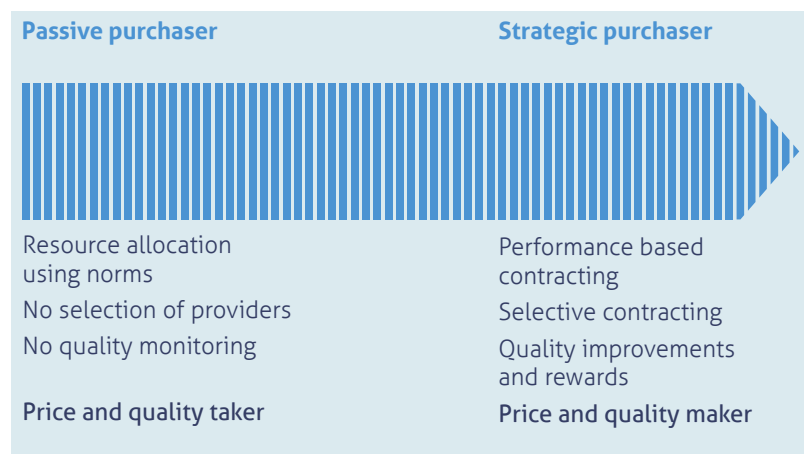 Passive purchaser
Strategic purchaser
Resource allocation
using norms
No selection of providers
No quality monitoring
Price and quality taker
Performance based
contracting
Selective contracting
Quality improvements
and rewards
Price and quality maker